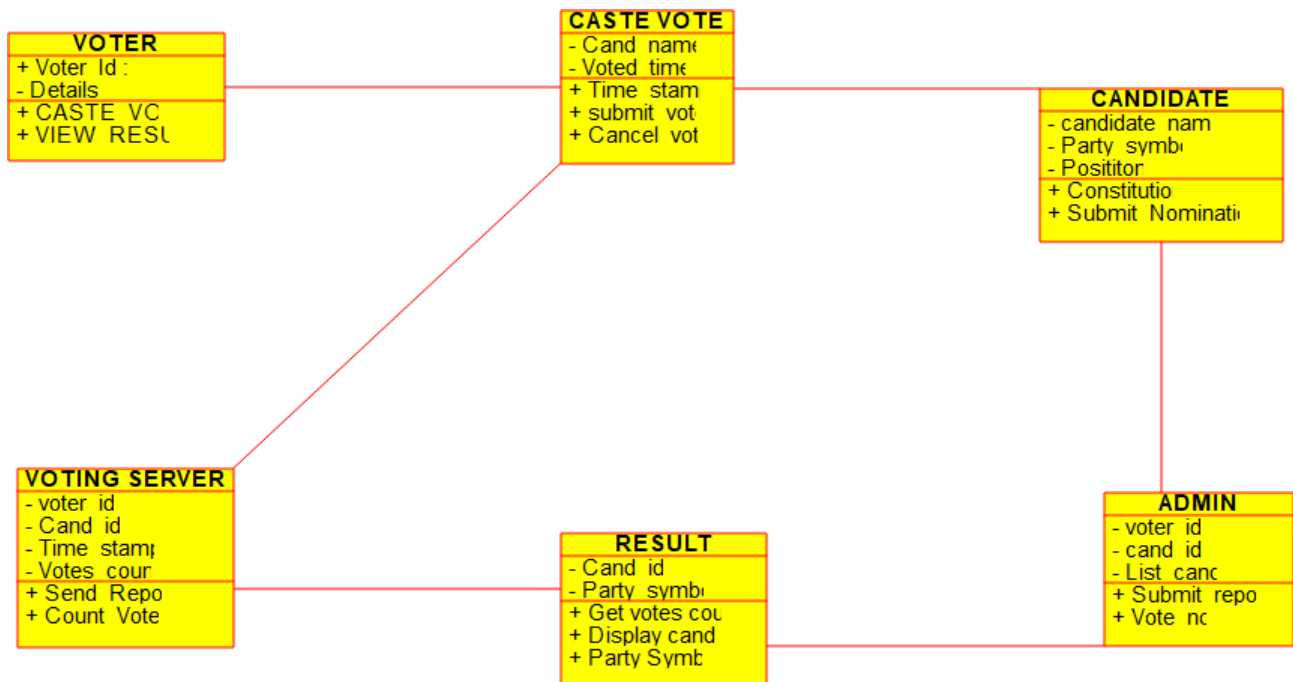 VOTER
+ Voter Id :
- Details
+ CASTE VC
+ VIEW RESU
CASTE VOTE
- Cand name
- Voted time
+ Time stam
+ submit vot
+ Cancel vot
CANDIDATE
- candidate nam
- Party symb
- Posititor
+ Constitutio
+ Submit Nominati
VOTING SERVER
- voter id
- Cand id
- Time stamp
- Votes cour
+ Send Repo
+ Count Vote
RESULT
- Cand id
- Party symb
+ Get votes cou
+ Display cand
+ Party Symb
ADMIN
- voter id
- cand id
- List canc
+ Submit repo
+ Vote nc